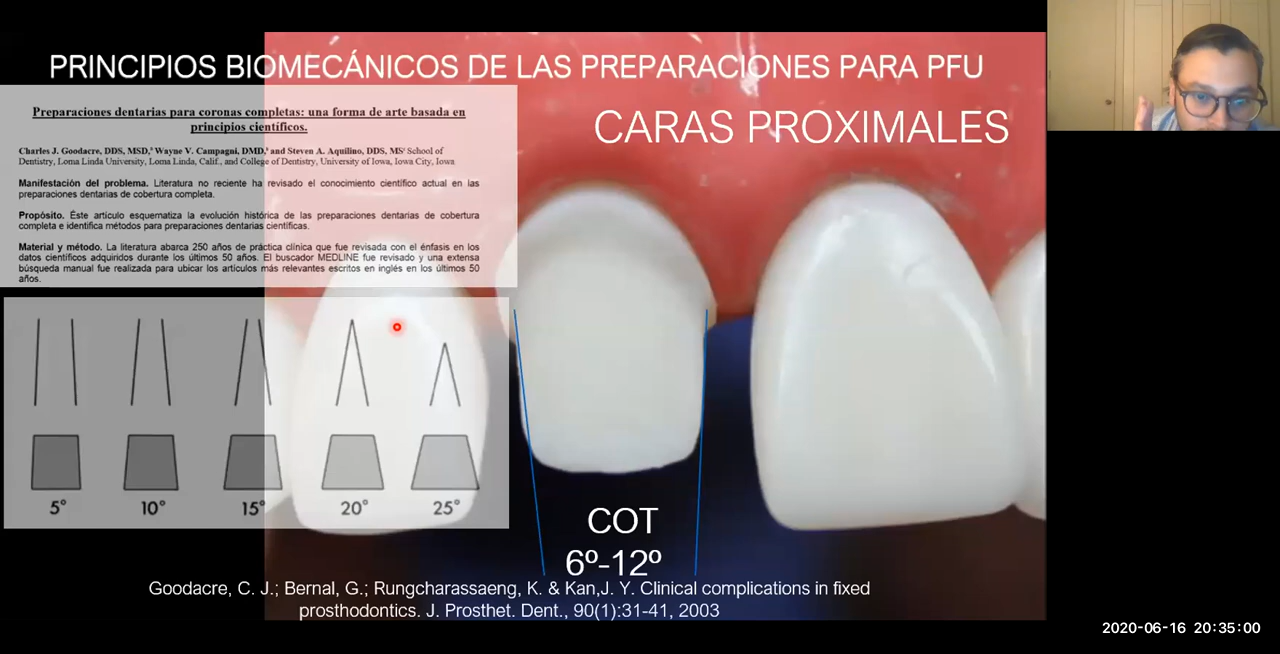 PRINCIPIOS BIOMECÁNICOS DE LAS PREPARACIONES PARA PFU
CARAS PROXIMALES
Preparaciones dentarias para coronas completas: una forma de arte basada en
principios científicos.
Charles J. Goodacre, DDS, MSD,ª Wayne V. Campagni, DMD,ᵇ and Steven A. Aquilino, DDS, MSᶜ School of
Dentistry, Loma Linda University, Loma Linda, Calif., and College of Dentistry, University of Iowa, Iowa City, Iowa
Manifestación del problema. Literatura no reciente ha revisado el conocimiento científico actual en las
preparaciones dentarias de cobertura completa.
Propósito. Éste artículo esquematiza la evolución histórica de las preparaciones dentarias de cobertura
completa e identifica métodos para preparaciones dentarias científicas.
Material y método. La literatura abarca 250 años de práctica clínica que fue revisada con el énfasis en los
datos científicos adquiridos durante los últimos 50 años. El buscador MEDLINE fue revisado y una extensa
búsqueda manual fue realizada para ubicar los artículos más relevantes escritos en inglés en los últimos 50
años.
5° 10° 15° 20° 25°
COT
6º-12º
Goodacre, C. J.; Bernal, G.; Rungcharassaeng, K. & Kan,J. Y. Clinical complications in fixed
prosthodontics. J. Prosthet. Dent., 90(1):31-41, 2003
2020-06-16 20:35:00